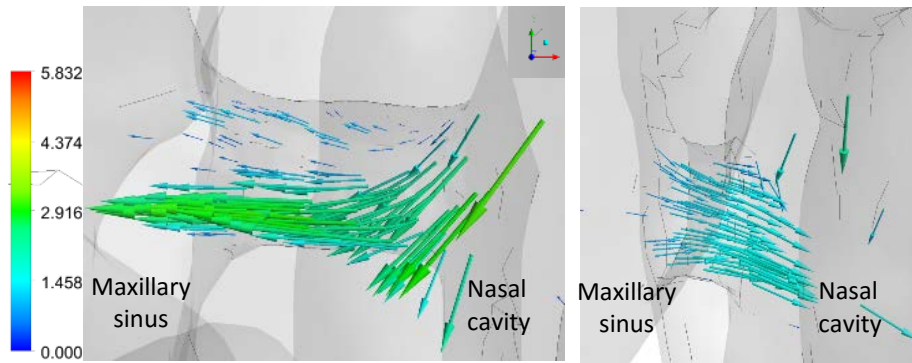 5.832
4.374
2.916
1.458
0.000
Maxillary
sinus
Nasal
cavity
Maxillary
sinus
Nasal
cavity